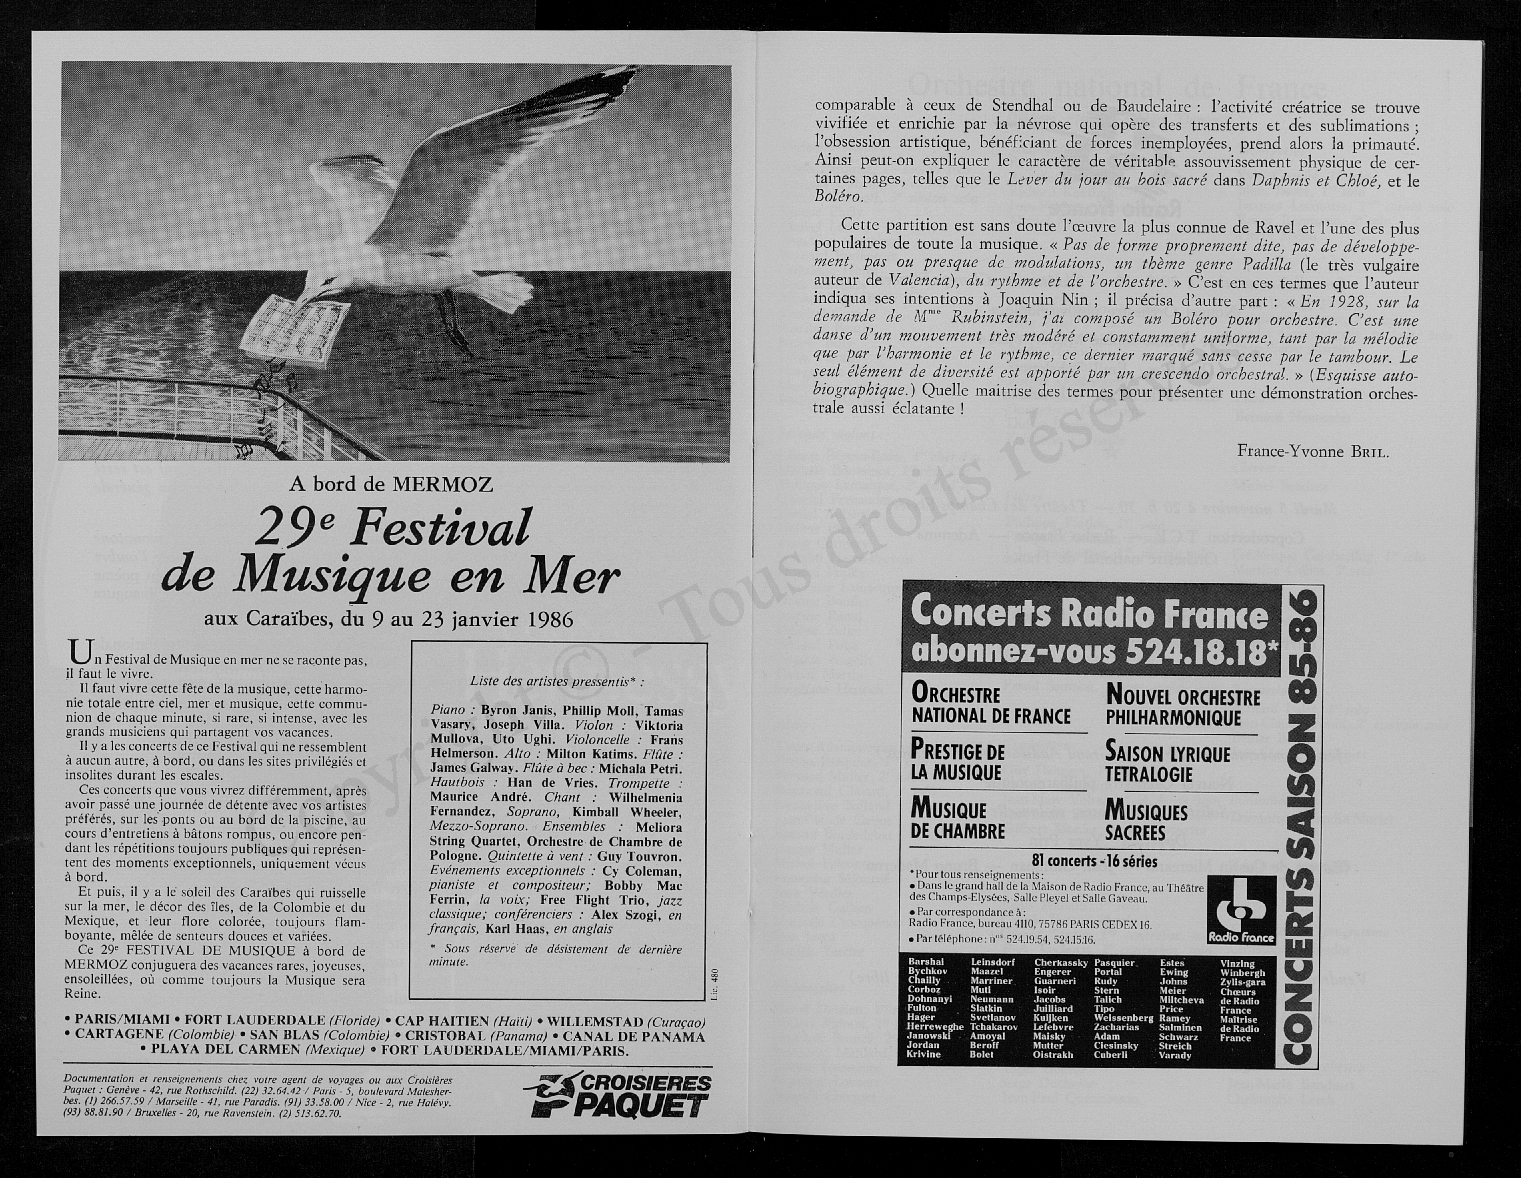 A bord de MERMOZ
29e Festival
de Musique en Mer
aux Caraïbes, du 9 au 23 janvier 1986
Un Festival de Musique en mer ne se raconte pas,
il faut le vivre.
Il faut vivre cette fête de la musique, cette harmo-
nie totale entre ciel, mer et musique, cette commu-
nion de chaque minute, si rare, si intense, avec les
grands musiciens qui partagent vos vacances.
Il y a les concerts de ce Festival qui ne ressemblent
à aucun autre, à bord, ou dans les sites privilégiés et
insolites durant les escales.
Ces concerts que vous vivrez différemment, après
avoir passé une journée de détente avec vos artistes
préférés, sur les ponts ou au bord de la piscine, au
cours d'entretiens à bâtons rompus, ou encore pen-
dant les répétitions toujours publiques qui représen-
tent des moments exceptionnels, uniquement vécus
à bord.
Et puis, il y a le soleil des Caraïbes qui ruisselle
sur la mer, le décor des îles, de la Colombie et du
Mexique, et leur flore colorée, toujours flam-
boyante, mêlée de senteurs douces et variées.
Ce 29e FESTIVAL DE MUSIQUE à bord de
MERMOZ conjuguera des vacances rares, joyeuses,
ensoleillées, où comme toujours la Musique sera
Reine.
Liste des artistes pressentis* :
Piano : Byron Janis, Phillip Moll, Tamas
Vasary, Joseph Villa. Violon : Viktoria
Mullova, Uto Ughi. Violoncelle : Frans
Helmerson. Alto : Milton Katims. Flûte :
James Galway. Flûte à bec : Michala Petri.
Hautbois : Han de Vries. Trompette :
Maurice André. Chant : Wilhelmenia
Fernandez, Soprano, Kimball Wheeler,
Mezzo-Soprano. Ensembles : Meliora
String Quartet, Orchestre de Chambre de
Pologne. Quintette à vent : Guy Touvron.
Evénements exceptionnels : Cy Coleman,
pianiste et compositeur; Bobby Mac
Ferrin, la voix; Free Flight Trio, jazz
classique; conférenciers : Alex Szogi, en
français, Karl Haas, en anglais
* Sous réserve de désistement de dernière
minute.
Lic. 480
• PARIS/MIAMI • FORT LAUDERDALE (Floride) • CAP HAITIEN (Haïti) • WILLEMSTAD (Curaçao)
• CARTAGENE (Colombie) • SAN BLAS (Colombie) • CRISTOBAL (Panama) • CANAL DE PANAMA
• PLAYA DEL CARMEN (Mexique) • FORT LAUDERDALE/MIAMI/PARIS.
Documentation et renseignements chez votre agent de voyages ou aux Croisières
Paquet : Genève - 42, rue Rothschild. (22) 32.64.42 / Paris - 5, boulevard Malesher-
bes. (1) 266.57.59 / Marseille - 41, rue Paradis. (91) 33.58.00 / Nice - 2, rue Halévy.
(93) 88.81.90 / Bruxelles - 20, rue Ravenstein. (2) 513.62.70.
CROISIERES
PAQUET
comparable à ceux de Stendhal ou de Baudelaire : l'activité créatrice se trouve
vivifiée et enrichie par la névrose qui opère des transferts et des sublimations ;
l'obsession artistique, bénéficiant de forces inemployées, prend alors la primauté.
Ainsi peut-on expliquer le caractère de véritable assouvissement physique de cer-
taines pages, telles que le Lever du jour au bois sacré dans Daphnis et Chloé, et le
Boléro.
Cette partition est sans doute l'œuvre la plus connue de Ravel et l'une des plus
populaires de toute la musique. « Pas de forme proprement dite, pas de développe-
ment, pas ou presque de modulations, un thème genre Padilla (le très vulgaire
auteur de Valencia), du rythme et de l'orchestre. » C'est en ces termes que l'auteur
indiqua ses intentions à Joaquin Nin ; il précisa d'autre part : « En 1928, sur la
demande de Mme Rubinstein, j'ai composé un Boléro pour orchestre. C'est une
danse d'un mouvement très modéré et constamment uniforme, tant par la mélodie
que par l'harmonie et le rythme, ce dernier marqué sans cesse par le tambour. Le
seul élément de diversité est apporté par un crescendo orchestral. » (Esquisse auto-
biographique.) Quelle maitrise des termes pour présenter une démonstration orches-
trale aussi éclatante !
France-Yvonne BRIL.
Concerts Radio France
abonnez-vous 524.18.18*
ORCHESTRE
NATIONAL DE FRANCE
NOUVEL ORCHESTRE
PHILHARMONIQUE
PRESTIGE DE
LA MUSIQUE
SAISON LYRIQUE
TETRALOGIE
MUSIQUE
DE CHAMBRE
MUSIQUES
SACREES
81 concerts - 16 séries
* Pour tous renseignements :
• Dans le grand hall de la Maison de Radio France, au Théâtre
des Champs-Elysées, Salle Pleyel et Salle Gaveau.
• Par correspondance à :
Radio France, bureau 4110, 75786 PARIS CEDEX 16.
• Par téléphone : nos 524.19.54, 524.15.16.
Radio France
Barshal
Bychkov
Chailly
Corboz
Dohnanyi
Fulton
Hager
Herreweghe
Janowski
Jordan
Krivine
Leinsdorf
Maazel
Marriner
Muti
Neumann
Slatkin
Svetlanov
Tchakarov
Amoyal
Beroff
Bolet
Cherkassky
Engerer
Guarneri
Isoir
Jacobs
Juilliard
Kuijken
Lefebvre
Maisky
Mutter
Oistrakh
Pasquier
Portal
Rudy
Stern
Talich
Tipo
Weissenberg
Zacharias
Adam
Ciesinsky
Cuberli
Estes
Ewing
Johns
Meier
Miltcheva
Price
Ramey
Salminen
Schwarz
Streich
Varady
Vinzing
Winbergh
Zylis-gara
Chœurs
de Radio
France
Maîtrise
de Radio
France
CONCERTS SAISON 85-86
© - Tous droits réservés